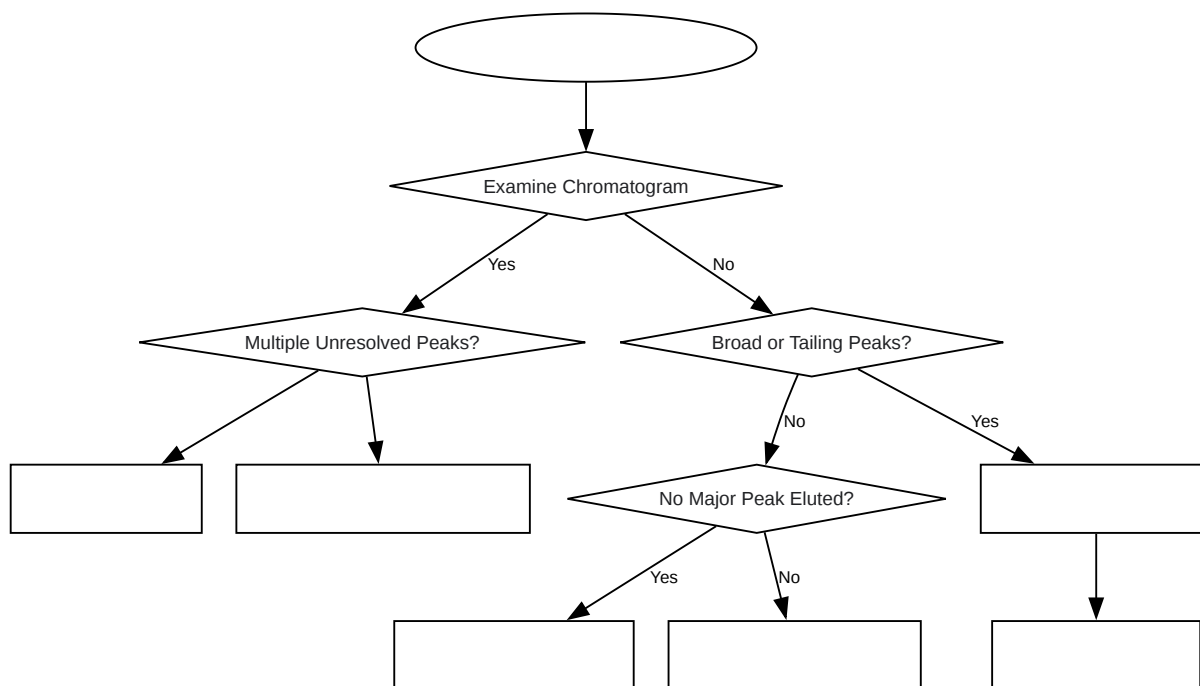 Examine Chromatogram
Yes
No
Multiple Unresolved Peaks?
Broad or Tailing Peaks?
No
Yes
No Major Peak Eluted?
Yes
No